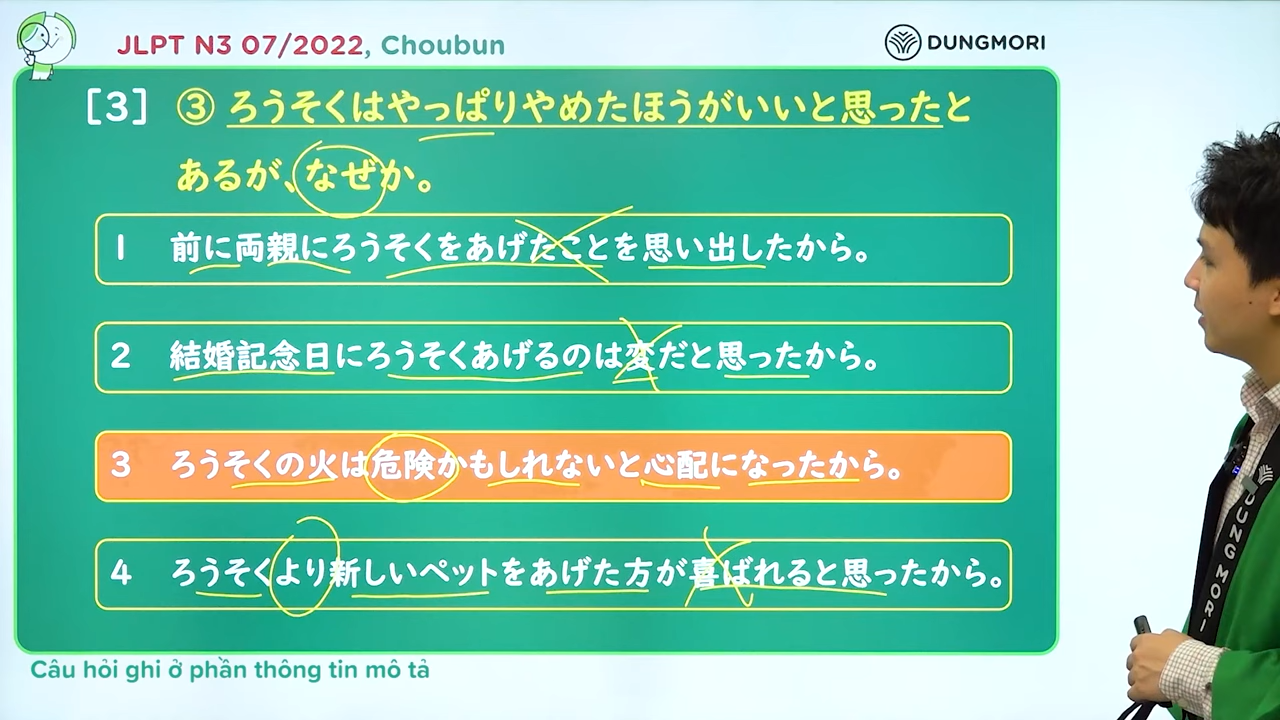 JLPT N3 07/2022, Choubun
DUNGMORI
[3] ③ ろうそくはやっぱりやめたほうがいいと思ったと
あるが、なぜか。
1 前に両親にろうそくをあげたことを思い出したから。
2 結婚記念日にろうそくあげるのは変だと思ったから。
3 ろうそくの火は危険かもしれないと心配になったから。
4 ろうそくより新しいペットをあげた方が喜ばれると思ったから。
Câu hỏi ghi ở phần thông tin mô tả
DUNGMORI